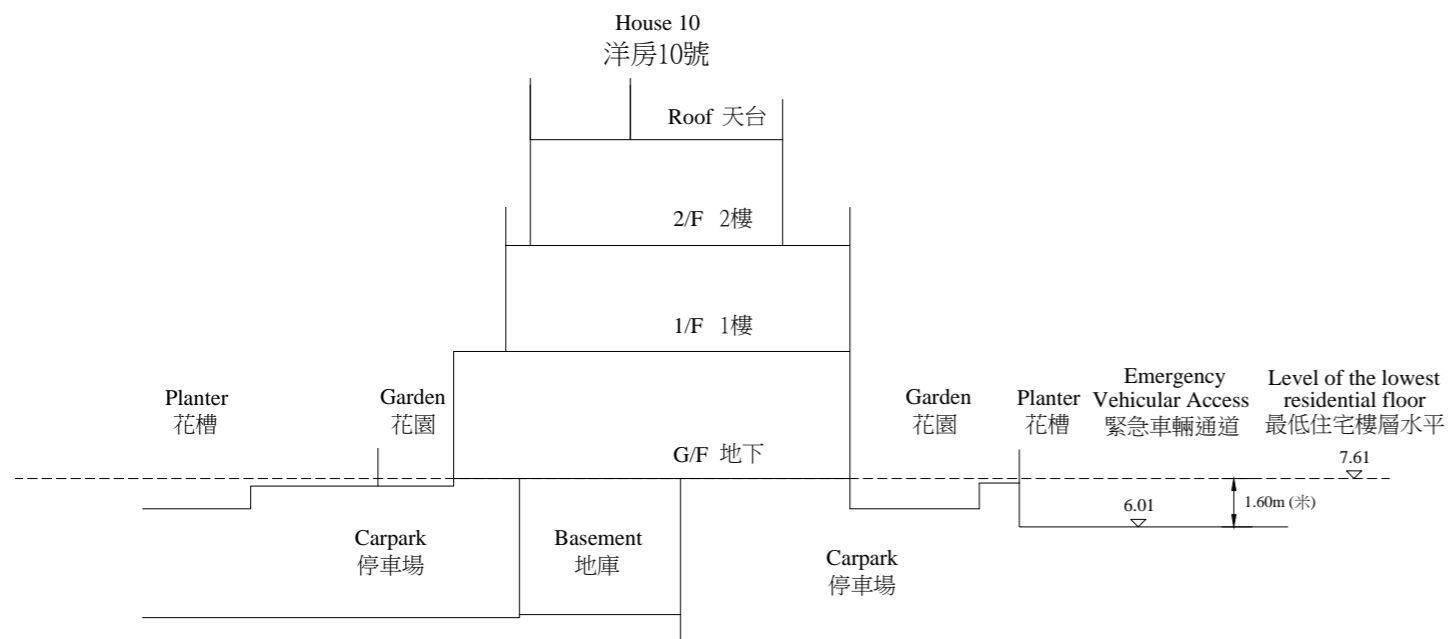 House 10
洋房10號
Roof 天台
2/F 2樓
1/F 1樓
Planter
花槽
Garden
花園
G/F 地下
Garden
花園
Planter
花槽
Emergency
Vehicular Access
緊急車輛通道
Level of the lowest
residential floor
最低住宅樓層水平
7.61
6.01
1.60m (米)
Carpark
停車場
Basement
地庫
Carpark
停車場